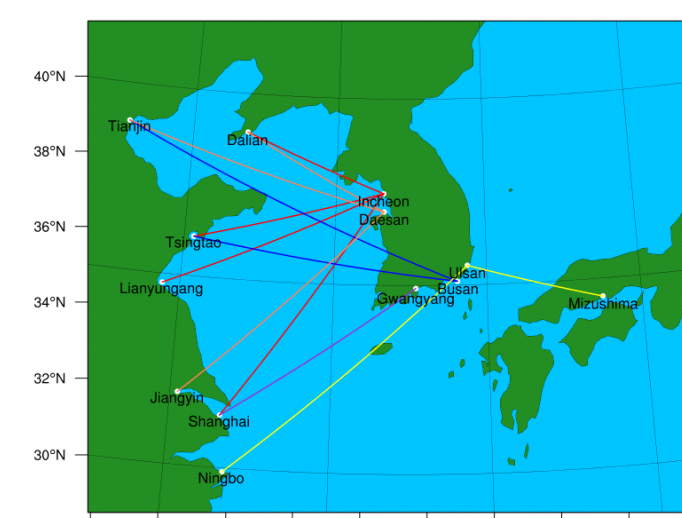 40°N
Tianjin
Dalian
38°N
Incheon
Daesan
36°N
Tsingtao
Ulsan
Lianyungang
Busan
Gwangyang
34°N
Mizushima
32°N
Jiangyin
Shanghai
30°N
Ningbo